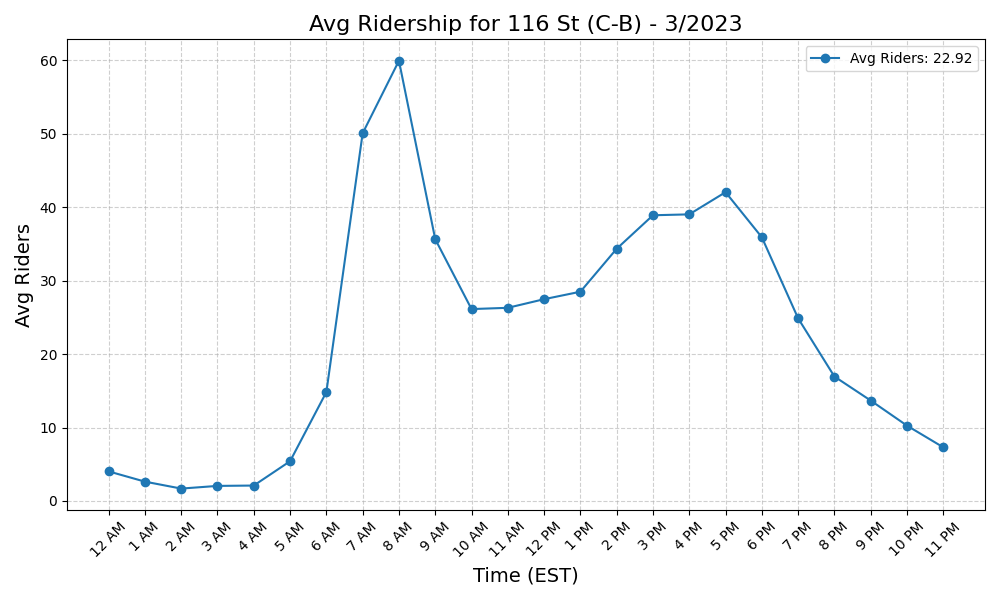 Avg Ridership for 116 St (C-B) - 3/2023
Avg Riders: 22.92
Avg Riders
60
50
40
30
20
10
0
12 AM
1 AM
2 AM
3 AM
4 AM
5 AM
6 AM
7 AM
8 AM
9 AM
10 AM
11 AM
12 PM
1 PM
2 PM
3 PM
4 PM
5 PM
6 PM
7 PM
8 PM
9 PM
10 PM
11 PM
Time (EST)